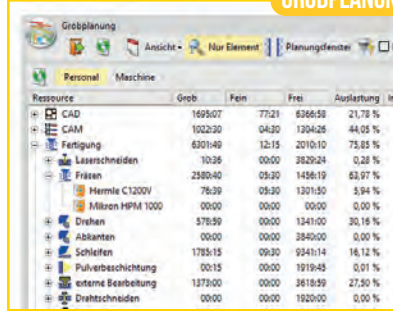 GROBPLANUN
Grobplanung
Ansicht Nur Element Planungsfenster
Personal Maschine
Ressource Grob Fein Frei Auslastung
CAD 1695:07 77:21 6366:58 21,78 %
CAM 1022:30 04:30 1304:26 44,05 %
Fertigung 6301:49 12:15 2010:10 75,85 %
Laserschneiden 10:36 00:00 3829:24 0,28 %
Fräsen 2580:40 05:30 1456:19 63,97 %
Hermle C1200V 76:39 05:30 1301:50 5,94 %
Mikron HPM 1000 00:00 00:00 00:00 0,00 %
Drehen 578:59 00:00 1341:00 30,16 %
Abkanten 00:00 00:00 3840:00 0,00 %
Schleifen 1785:15 09:30 9341:14 16,12 %
Pulverbeschichtung 00:15 00:00 1919:45 0,01 %
externe Bearbeitung 1373:00 00:00 3618:59 27,50 %
Drahtschneiden 00:00 00:00 1920:00 0,00 %